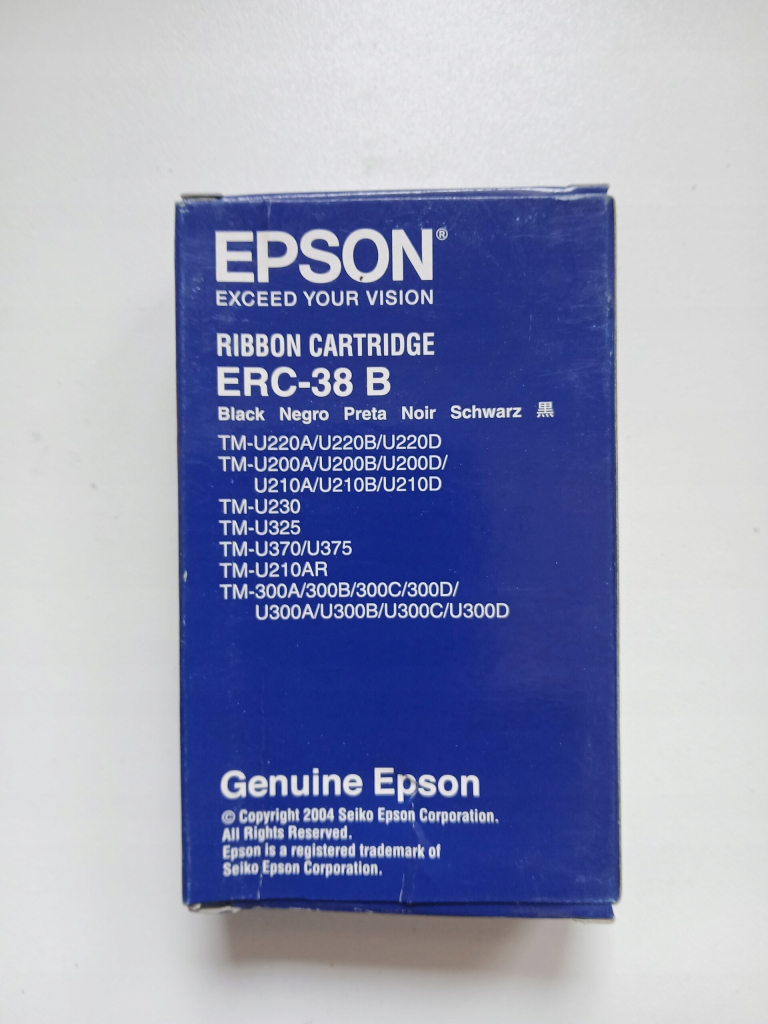 EPSON®
EXCEED YOUR VISION
RIBBON CARTRIDGE
ERC-38 B
Black Negro Preta Noir Schwarz 黒
TM-U220A/U220B/U220D
TM-U200A/U200B/U200D/
U210A/U210B/U210D
TM-U230
TM-U325
TM-U370/U375
TM-U210AR
TM-300A/300B/300C/300D/
U300A/U300B/U300C/U300D
Genuine Epson
© Copyright 2004 Seiko Epson Corporation.
All Rights Reserved.
Epson is a registered trademark of
Seiko Epson Corporation.